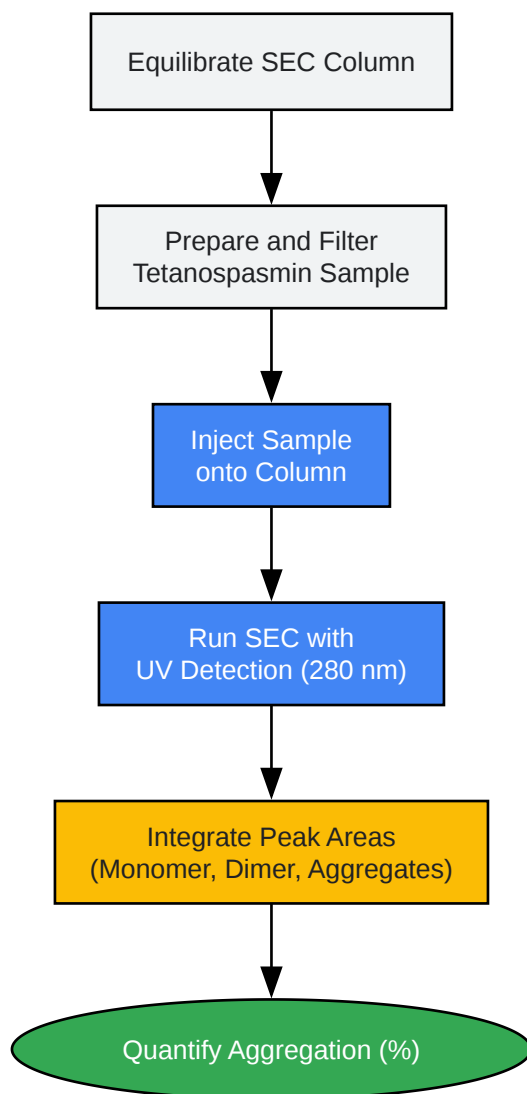 Equilibrate SEC Column
Prepare and Filter
Tetanospasmin Sample
Inject Sample
onto Column
Run SEC with
UV Detection (280 nm)
Integrate Peak Areas
(Monomer, Dimer, Aggregates)
Quantify Aggregation (%)